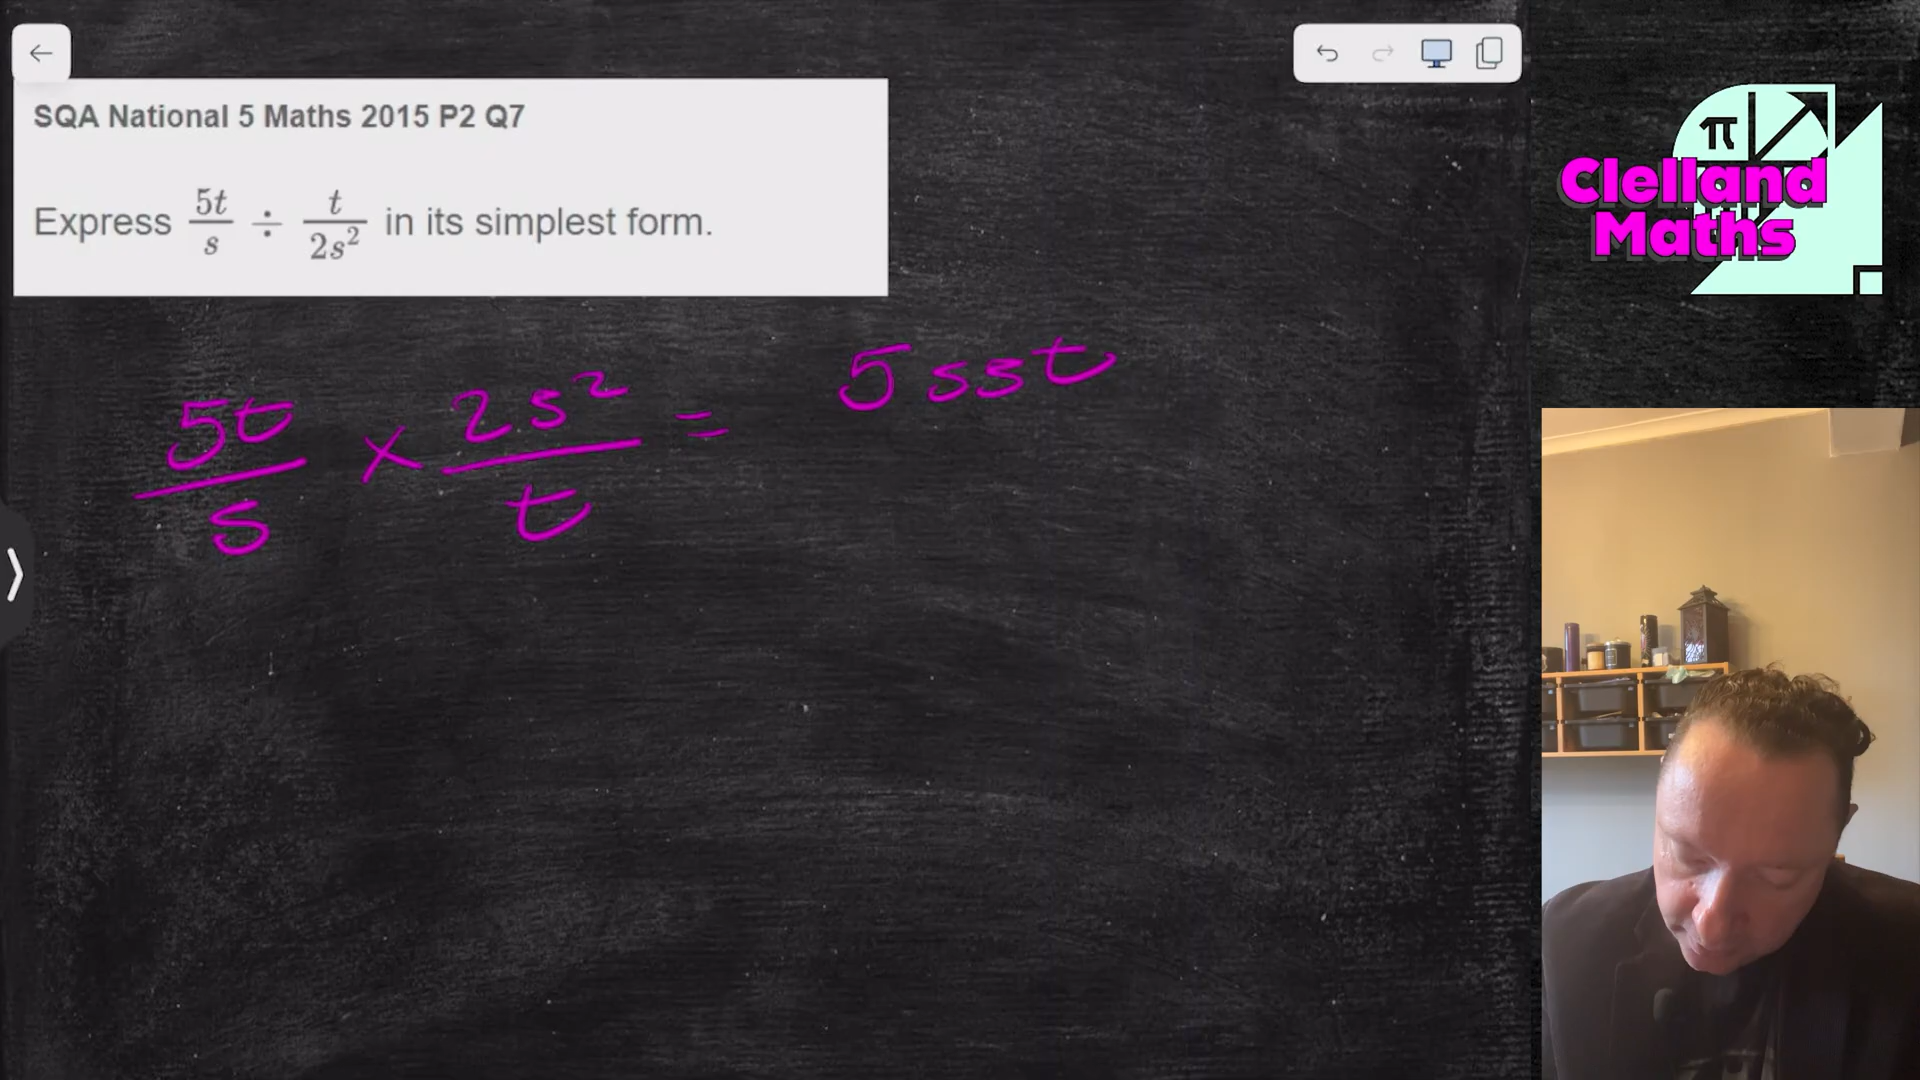 SQA National 5 Maths 2015 P2 Q7
Express 5t/s ÷ t/2s² in its simplest form.
5t/s × 2s²/t = 5sst
π
Clelland
Maths